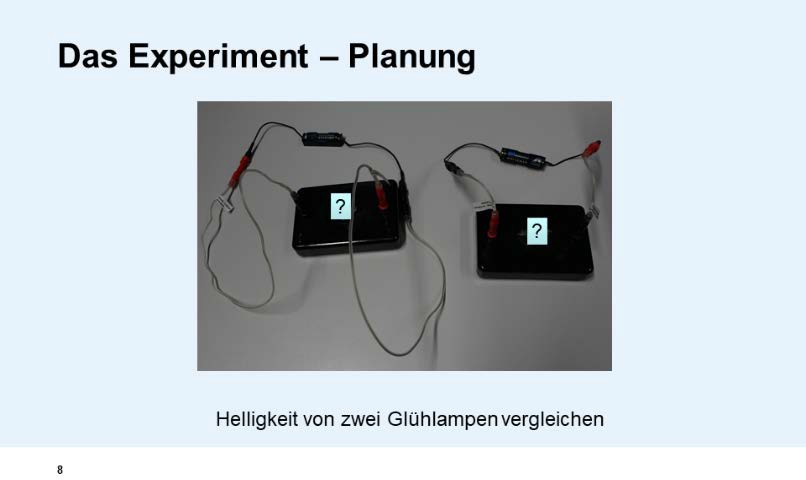 Das Experiment – Planung
?
?
Helligkeit von zwei Glühlampen vergleichen
8